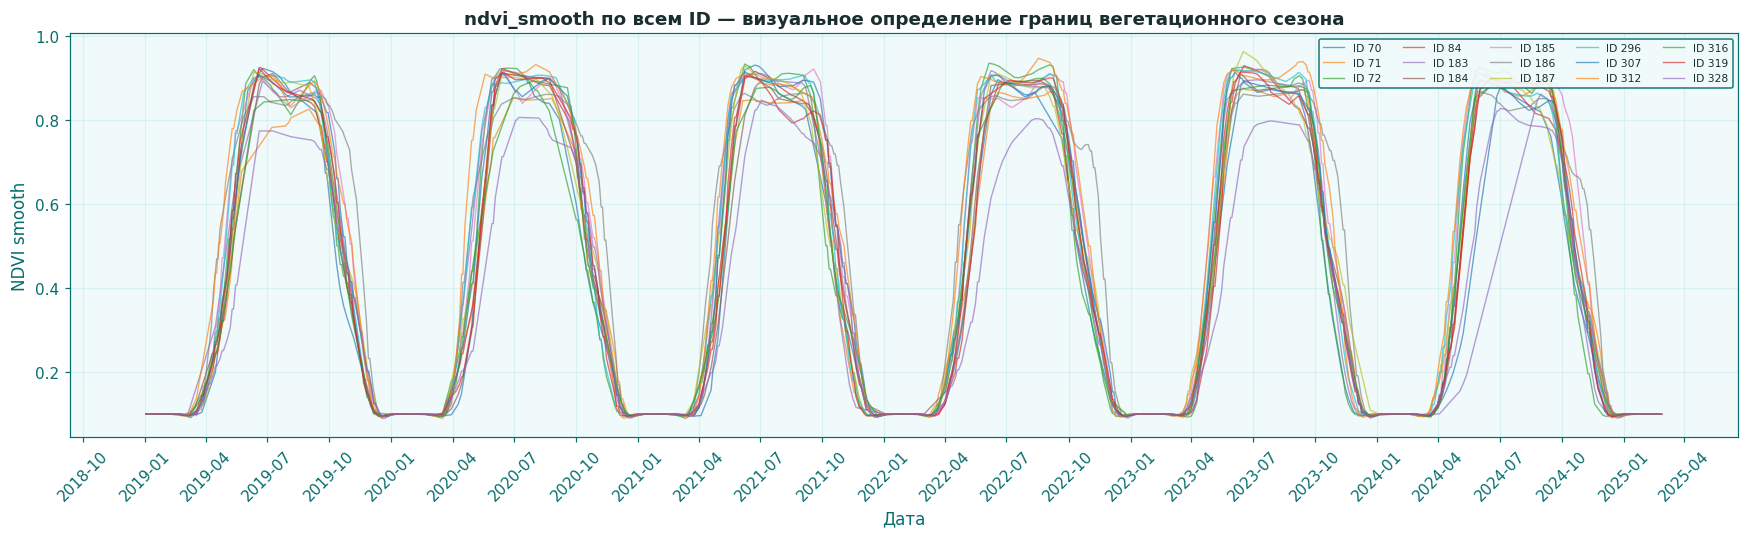 ndvi_smooth по всем ID — визуальное определение границ вегетационного сезона
ID 70 ID 84 ID 185 ID 296 ID 316
ID 71 ID 183 ID 186 ID 307 ID 319
ID 72 ID 184 ID 187 ID 312 ID 328
NDVI smooth
1.0
0.8
0.6
0.4
0.2
2018-10 2019-01 2019-04 2019-07 2019-10 2020-01 2020-04 2020-07 2020-10 2021-01 2021-04 2021-07 2021-10 2022-01 2022-04 2022-07 2022-10 2023-01 2023-04 2023-07 2023-10 2024-01 2024-04 2024-07 2024-10 2025-01 2025-04
Дата